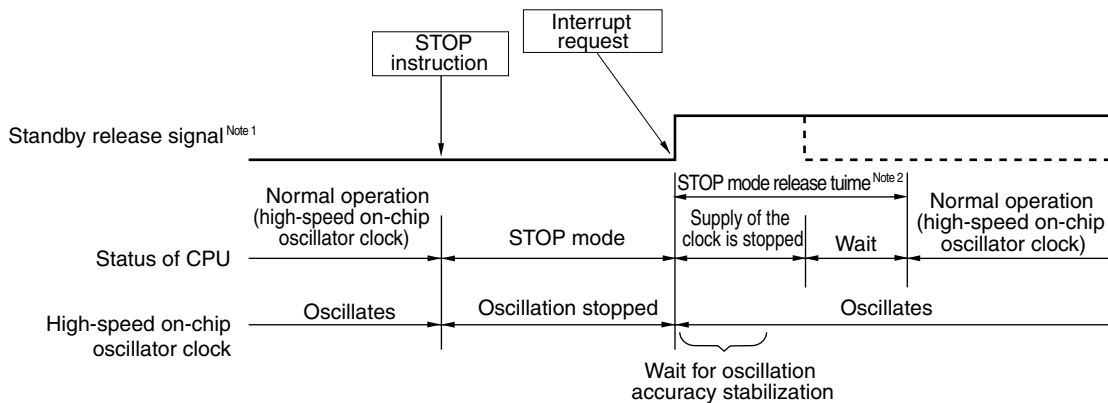 Interrupt
request
STOP
instruction
Standby release signal Note 1
STOP mode release tuime Note 2
Normal operation
(high-speed on-chip
oscillator clock)
Supply of the
clock is stopped
Normal operation
(high-speed on-chip
oscillator clock)
STOP mode
Wait
Status of CPU
Oscillates
Oscillation stopped
Oscillates
High-speed on-chip
oscillator clock
Wait for oscillation
accuracy stabilization